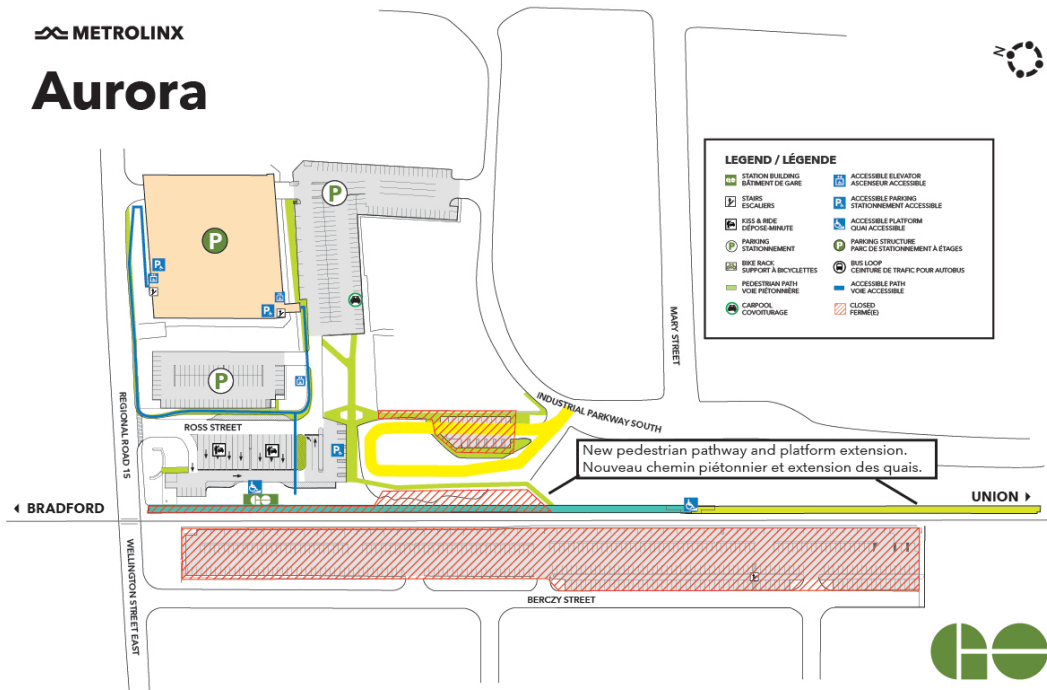 METROLINX
Aurora
N
LEGEND / LÉGENDE
STATION BUILDING
BÂTIMENT DE GARE
STAIRS
ESCALIERS
KISS & RIDE
DÉPOSE-MINUTE
P
PARKING
STATIONNEMENT
BIKE RACK
SUPPORT À BICYCLETTES
PEDESTRIAN PATH
VOIE PIÉTONNIÈRE
CARPOOL
COVOITURAGE
ACCESSIBLE ELEVATOR
ASCENSEUR ACCESSIBLE
P
ACCESSIBLE PARKING
STATIONNEMENT ACCESSIBLE
ACCESSIBLE PLATFORM
QUAI ACCESSIBLE
P
PARKING STRUCTURE
PARC DE STATIONNEMENT À ÉTAGES
BUS LOOP
CEINTURE DE TRAFIC POUR AUTOBUS
ACCESSIBLE PATH
VOIE ACCESSIBLE
CLOSED
FERMÉ(E)
P
P
P
P
P
MARY STREET
REGIONAL ROAD 15
ROSS STREET
P
INDUSTRIAL PARKWAY SOUTH
New pedestrian pathway and platform extension.
Nouveau chemin piétonnier et extension des quais.
BRADFORD
GO
UNION
WELLINGTON STREET EAST
BERCZY STREET
GO